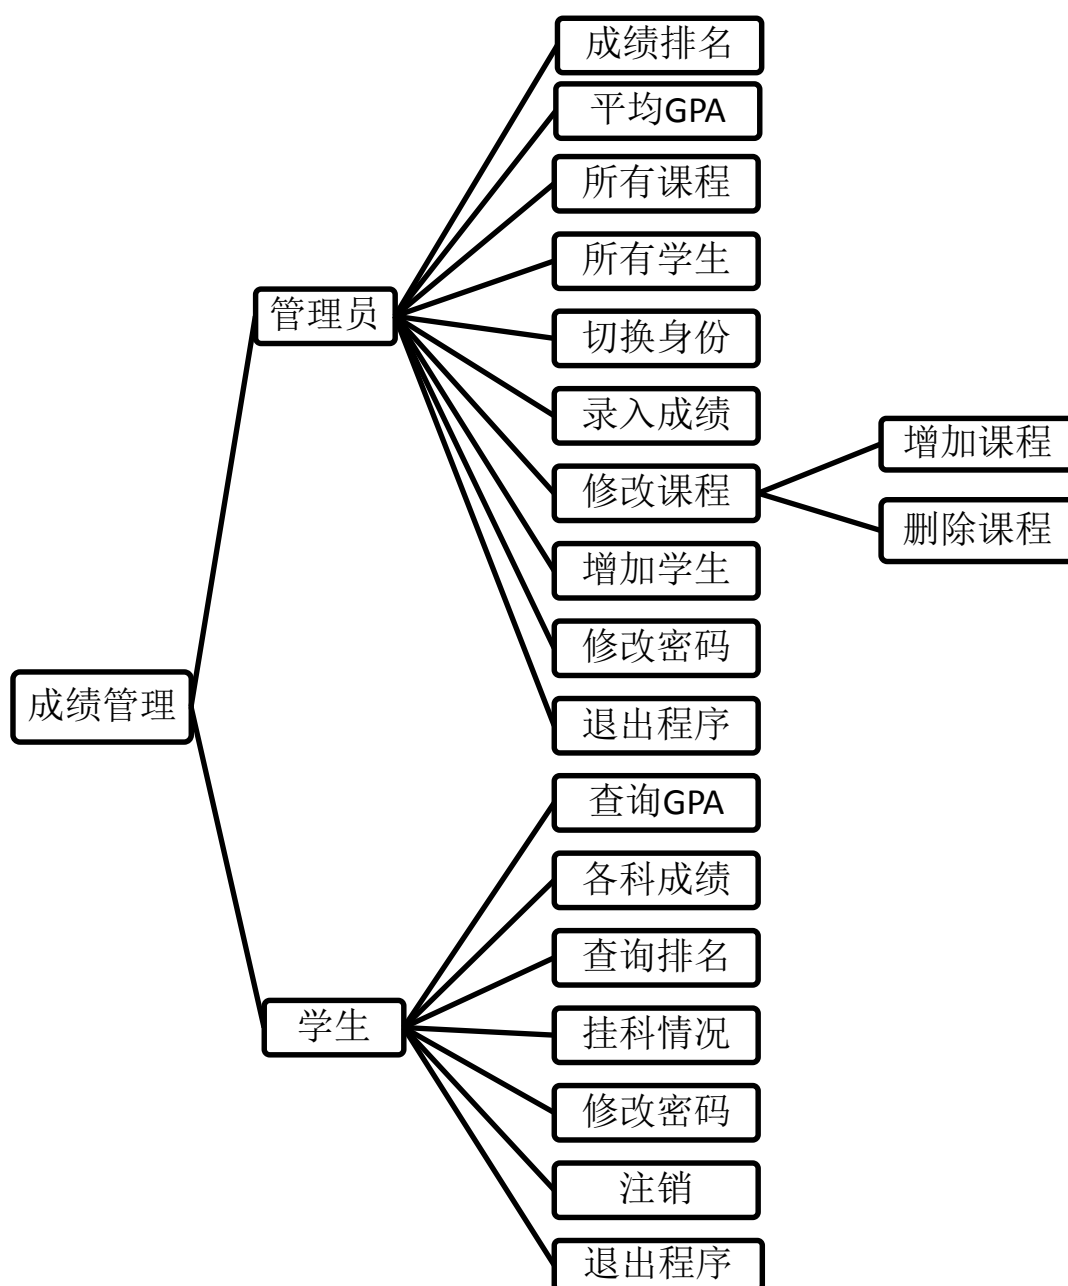 成绩排名
平均GPA
所有课程
所有学生
管理员
切换身份
录入成绩
增加课程
修改课程
删除课程
增加学生
修改密码
成绩管理
退出程序
查询GPA
各科成绩
查询排名
学生
挂科情况
修改密码
注销
退出程序